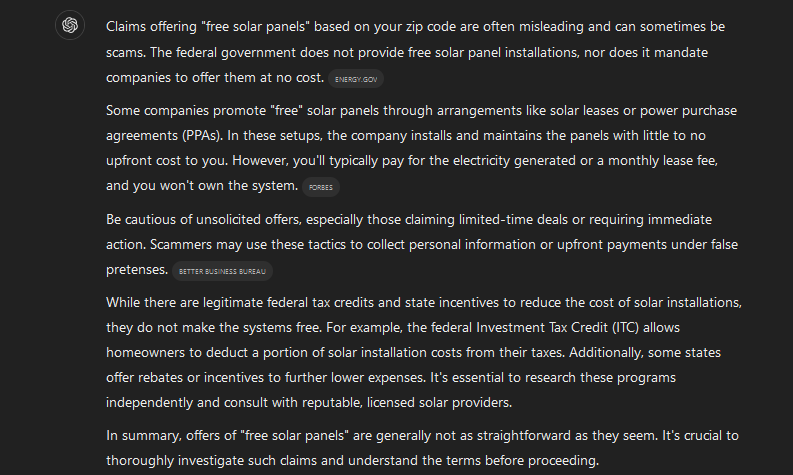 Claims offering "free solar panels" based on your zip code are often misleading and can sometimes be
scams. The federal government does not provide free solar panel installations, nor does it mandate
companies to offer them at no cost. ENERGY.GOV
Some companies promote "free" solar panels through arrangements like solar leases or power purchase
agreements (PPAs). In these setups, the company installs and maintains the panels with little to no
upfront cost to you. However, you'll typically pay for the electricity generated or a monthly lease fee,
and you won't own the system. FORBES
Be cautious of unsolicited offers, especially those claiming limited-time deals or requiring immediate
action. Scammers may use these tactics to collect personal information or upfront payments under false
pretenses. BETTER BUSINESS BUREAU
While there are legitimate federal tax credits and state incentives to reduce the cost of solar installations,
they do not make the systems free. For example, the federal Investment Tax Credit (ITC) allows
homeowners to deduct a portion of solar installation costs from their taxes. Additionally, some states
offer rebates or incentives to further lower expenses. It's essential to research these programs
independently and consult with reputable, licensed solar providers.
In summary, offers of "free solar panels" are generally not as straightforward as they seem. It's crucial to
thoroughly investigate such claims and understand the terms before proceeding.